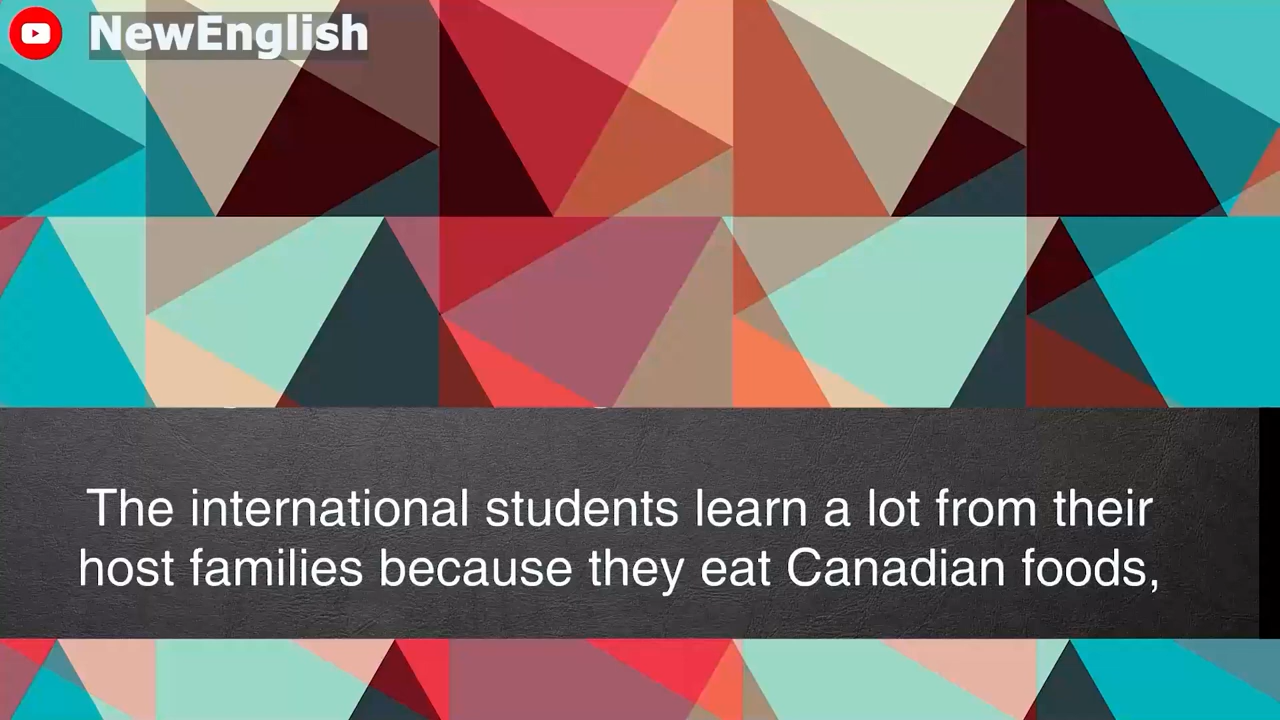 NewEnglish
The international students learn a lot from their
host families because they eat Canadian foods,